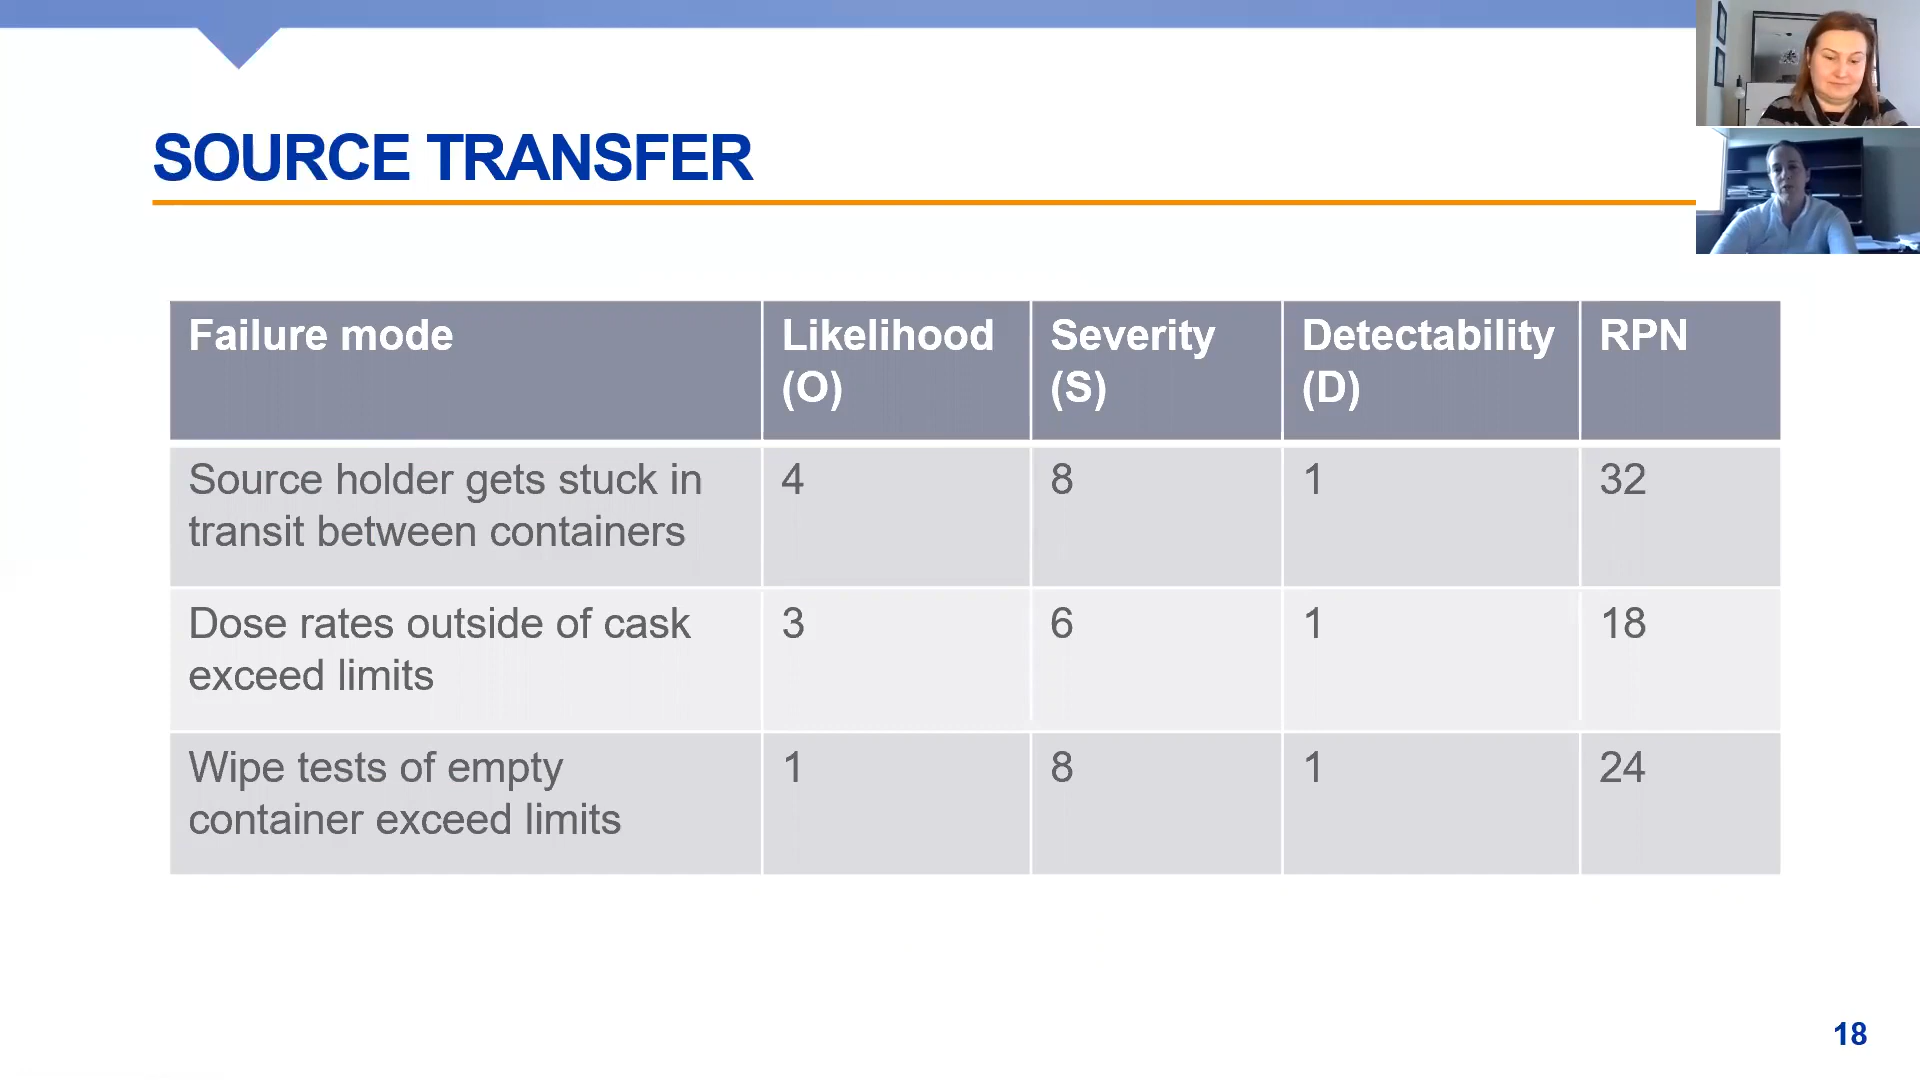 SOURCE TRANSFER
Failure mode
Likelihood
(O)
Severity
(S)
Detectability
(D)
RPN
Source holder gets stuck in
transit between containers
4
8
1
32
Dose rates outside of cask
exceed limits
3
6
1
18
Wipe tests of empty
container exceed limits
1
8
1
24
18